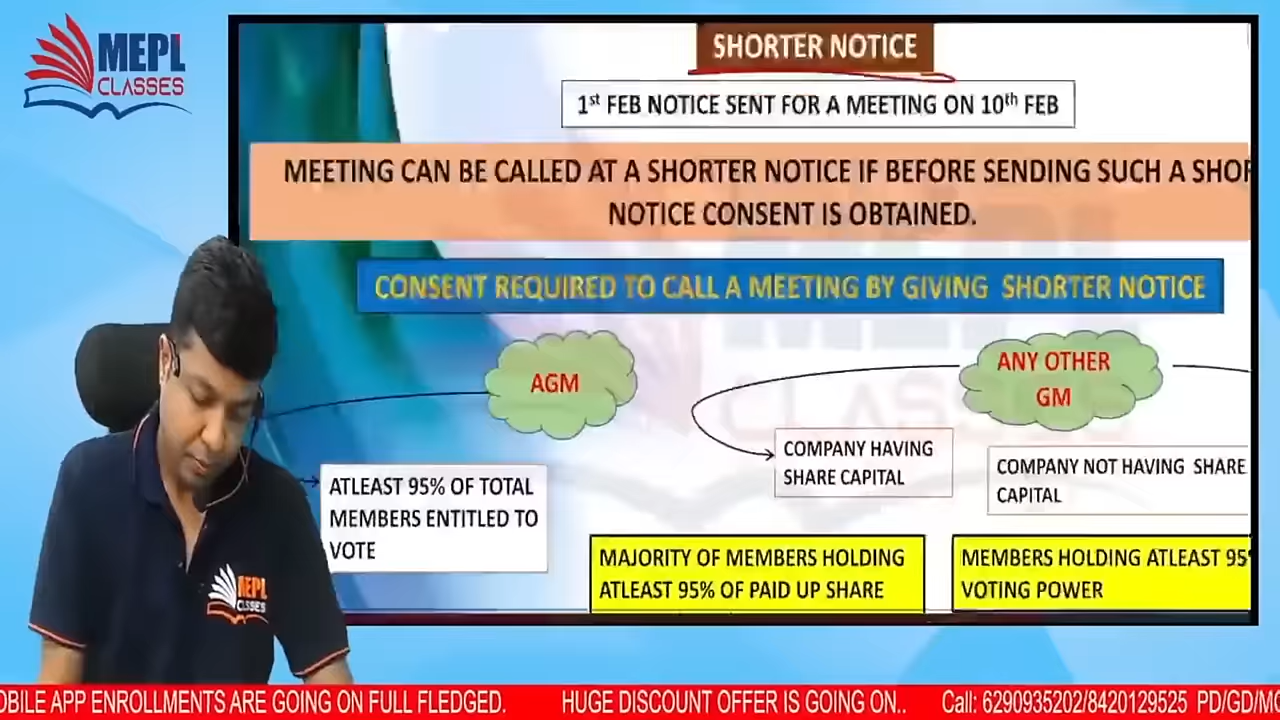 MEPL
CLASSES
SHORTER NOTICE
1st FEB NOTICE SENT FOR A MEETING ON 10th FEB
MEETING CAN BE CALLED AT A SHORTER NOTICE IF BEFORE SENDING SUCH A SHOR
NOTICE CONSENT IS OBTAINED.
CONSENT REQUIRED TO CALL A MEETING BY GIVING SHORTER NOTICE
AGM
ANY OTHER
GM
COMPANY HAVING
SHARE CAPITAL
COMPANY NOT HAVING SHARE
CAPITAL
ATLEAST 95% OF TOTAL
MEMBERS ENTITLED TO
VOTE
MAJORITY OF MEMBERS HOLDING
ATLEAST 95% OF PAID UP SHARE
MEMBERS HOLDING ATLEAST 95
VOTING POWER
MEPL
CLASSES
OBILE APP ENROLLMENTS ARE GOING ON FULL FLEDGED. HUGE DISCOUNT OFFER IS GOING ON.. Call: 6290935202/8420129525 PD/GD/MO